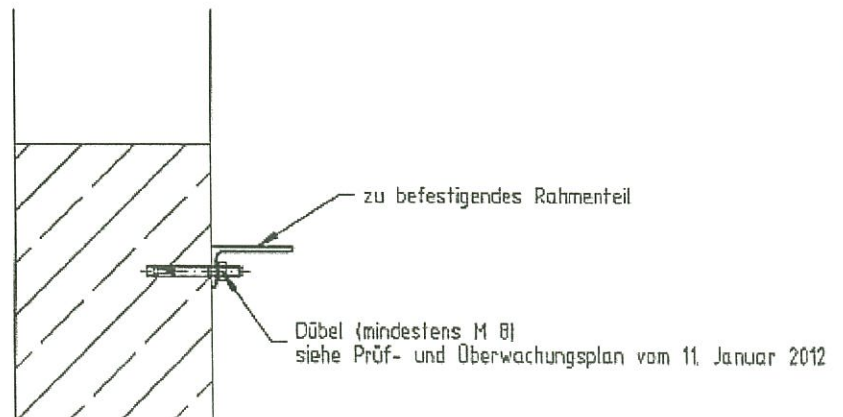 zu befestigendes Rahmenteil
Dübel (mindestens M 8)
siehe Prüf- und Überwachungsplan vom 11. Januar 2012